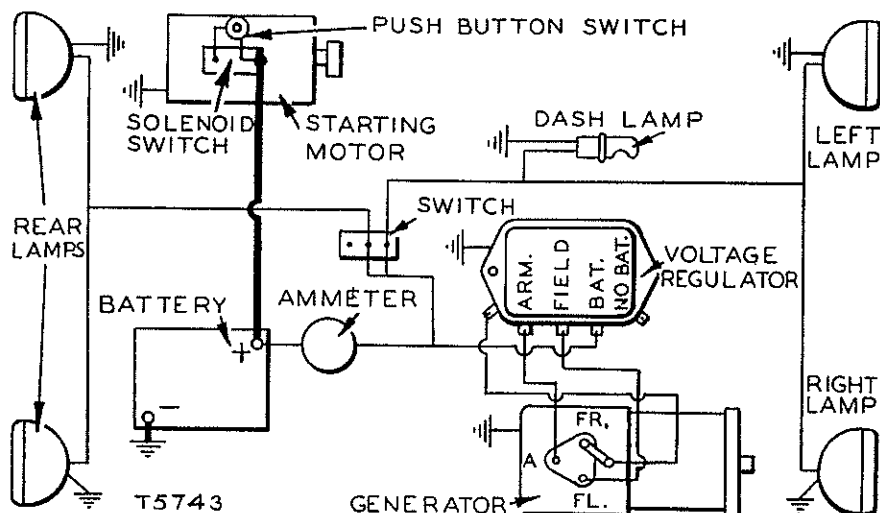 PUSH BUTTON SWITCH
SOLENOID
SWITCH
STARTING
MOTOR
DASH LAMP
LEFT
LAMP
REAR
LAMPS
SWITCH
VOLTAGE
REGULATOR
ARM.
FIELD
BAT.
NO BAT.
BATTERY
AMMETER
+
-
RIGHT
LAMP
FR.
A
FL.
GENERATOR
T5743